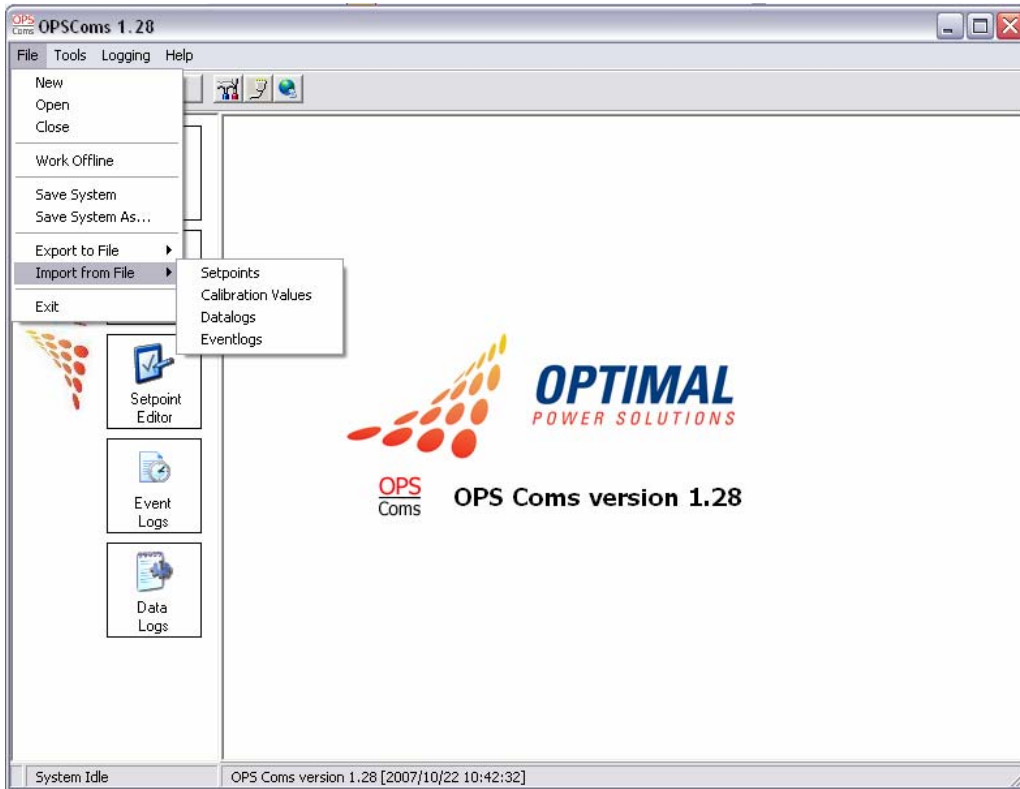 OPS
Coms
OPSComs 1.28
File Tools Logging Help
New
Open
Close
Work Offline
Save System
Save System As...
Export to File
Import from File
Exit
Setpoints
Calibration Values
Datalogs
Eventlogs
Setpoint
Editor
Event
Logs
Data
Logs
OPTIMAL
POWER SOLUTIONS
OPS
Coms
OPS Coms version 1.28
System Idle
OPS Coms version 1.28 [2007/10/22 10:42:32]